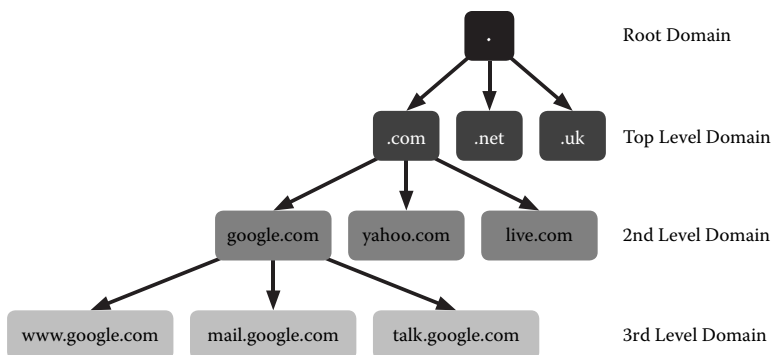 . Root Domain
.com .net .uk Top Level Domain
google.com yahoo.com live.com 2nd Level Domain
www.google.com mail.google.com talk.google.com 3rd Level Domain